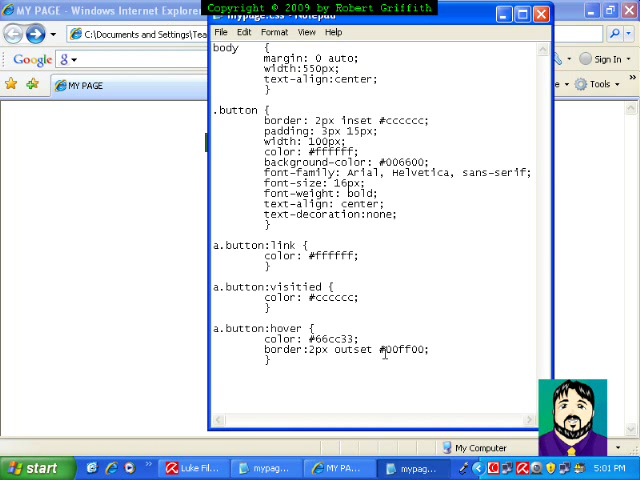 Copyright © 2009 by Robert Griffith
MY PAGE - Windows Internet Explorer
mypage.css - Notepad
C:\Documents and Settings\Tea
File Edit Format View Help
Google
Sign In
MY PAGE
Tools
body {
margin: 0 auto;
width:550px;
text-align:center;
}
.button {
border: 2px inset #cccccc;
padding: 3px 15px;
width: 100px;
color: #ffffff;
background-color: #006600;
font-family: Arial, Helvetica, sans-serif;
font-size: 16px;
font-weight: bold;
text-align: center;
text-decoration:none;
}
a.button:link {
color: #ffffff;
}
a.button:visitied {
color: #cccccc;
}
a.button:hover {
color: #66cc33;
border:2px outset #00ff00;
}
My Computer
start
Luke Fil...
mypag...
MY PA...
mypag...
5:01 PM